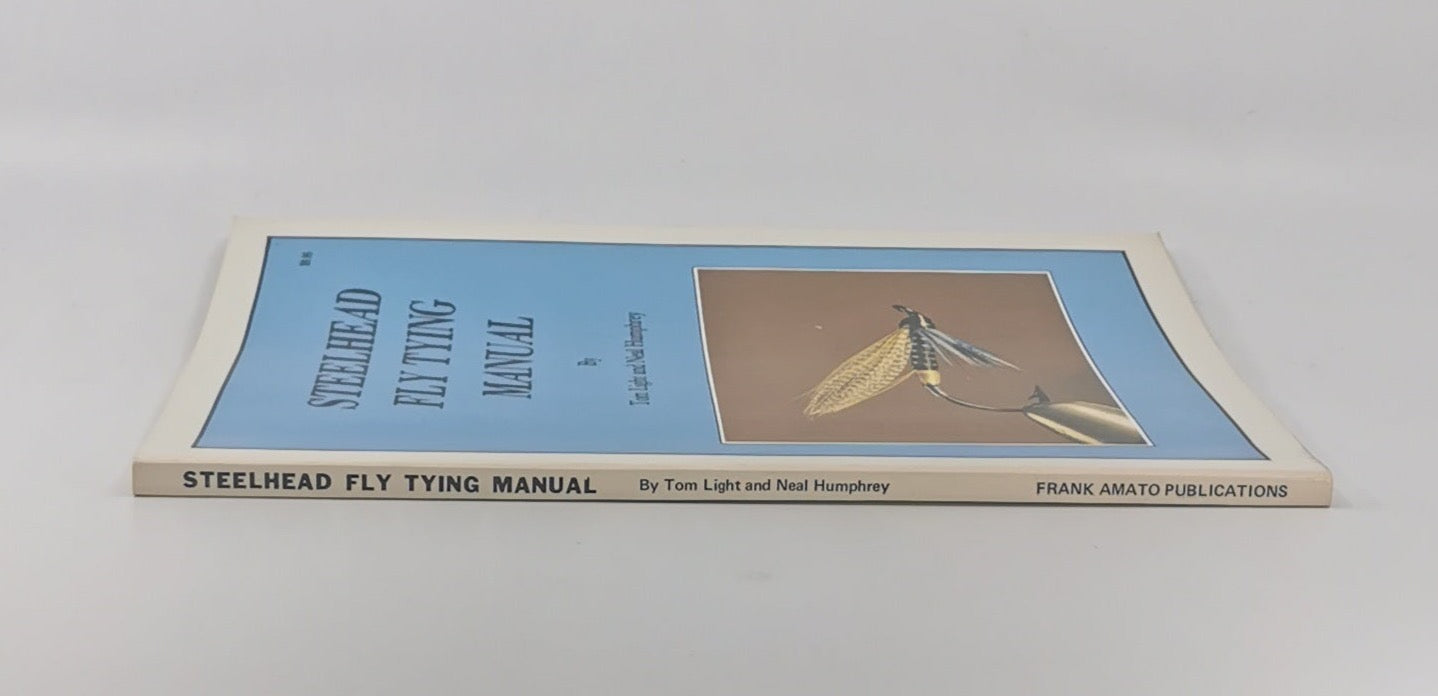 STEELHEAD
FLY TYING
MANUAL
By
Tom Light and Neal Humphrey
STEELHEAD FLY TYING MANUAL By Tom Light and Neal Humphrey FRANK AMATO PUBLICATIONS